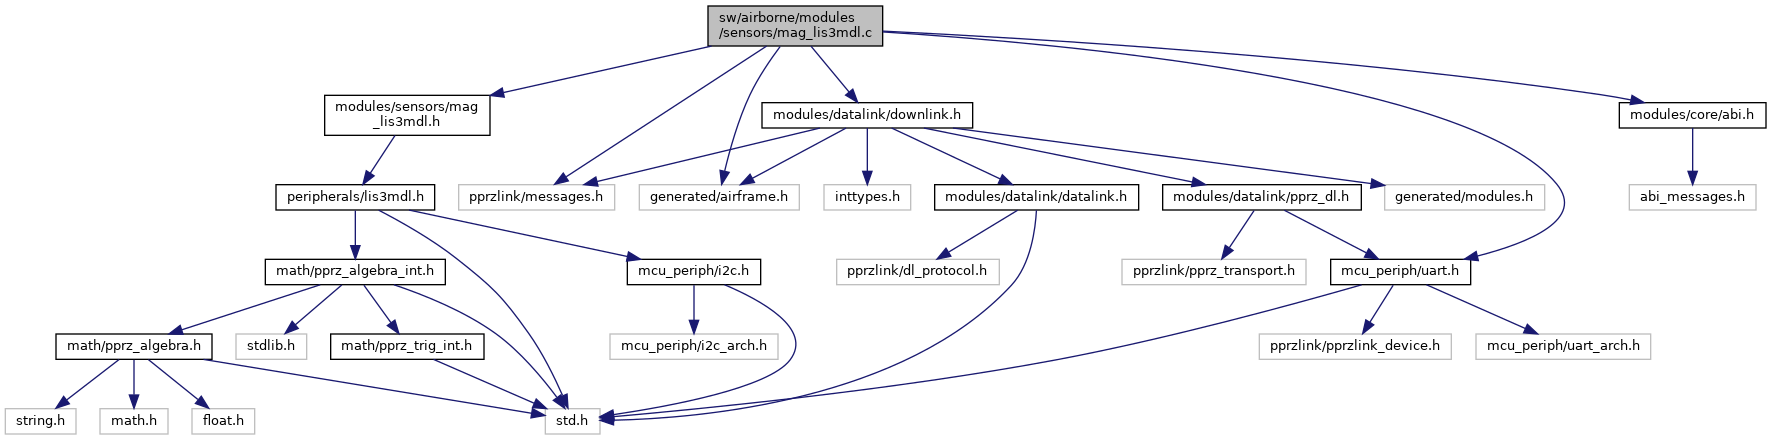 sw/airborne/modules
/sensors/mag_lis3mdl.c
modules/sensors/mag
_lis3mdl.h
modules/datalink/downlink.h
modules/core/abi.h
peripherals/lis3mdl.h
pprzlink/messages.h
generated/airframe.h
inttypes.h
modules/datalink/datalink.h
modules/datalink/pprz_dl.h
generated/modules.h
abi_messages.h
math/pprz_algebra_int.h
mcu_periph/i2c.h
pprzlink/dl_protocol.h
pprzlink/pprz_transport.h
mcu_periph/uart.h
math/pprz_algebra.h
stdlib.h
math/pprz_trig_int.h
mcu_periph/i2c_arch.h
pprzlink/pprzlink_device.h
mcu_periph/uart_arch.h
string.h
math.h
float.h
std.h